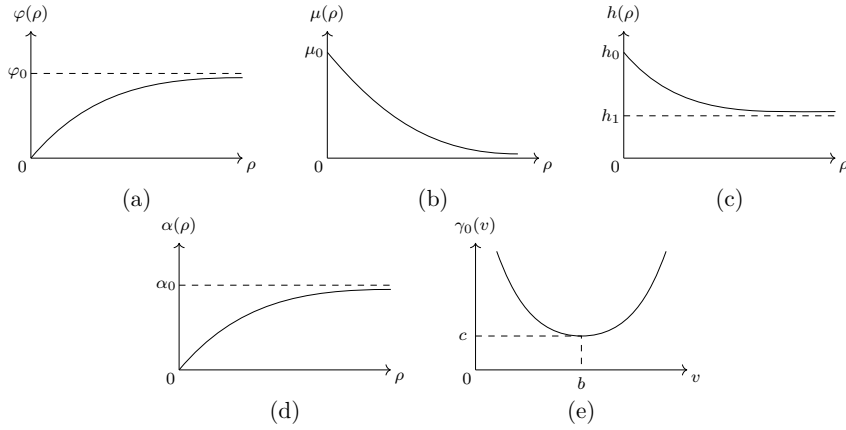 φ(ρ)
φ₀
0
ρ
(a)
μ(ρ)
μ₀
0
ρ
(b)
h(ρ)
h₀
h₁
0
ρ
(c)
α(ρ)
α₀
0
ρ
(d)
γ₀(v)
c
0
b
v
(e)